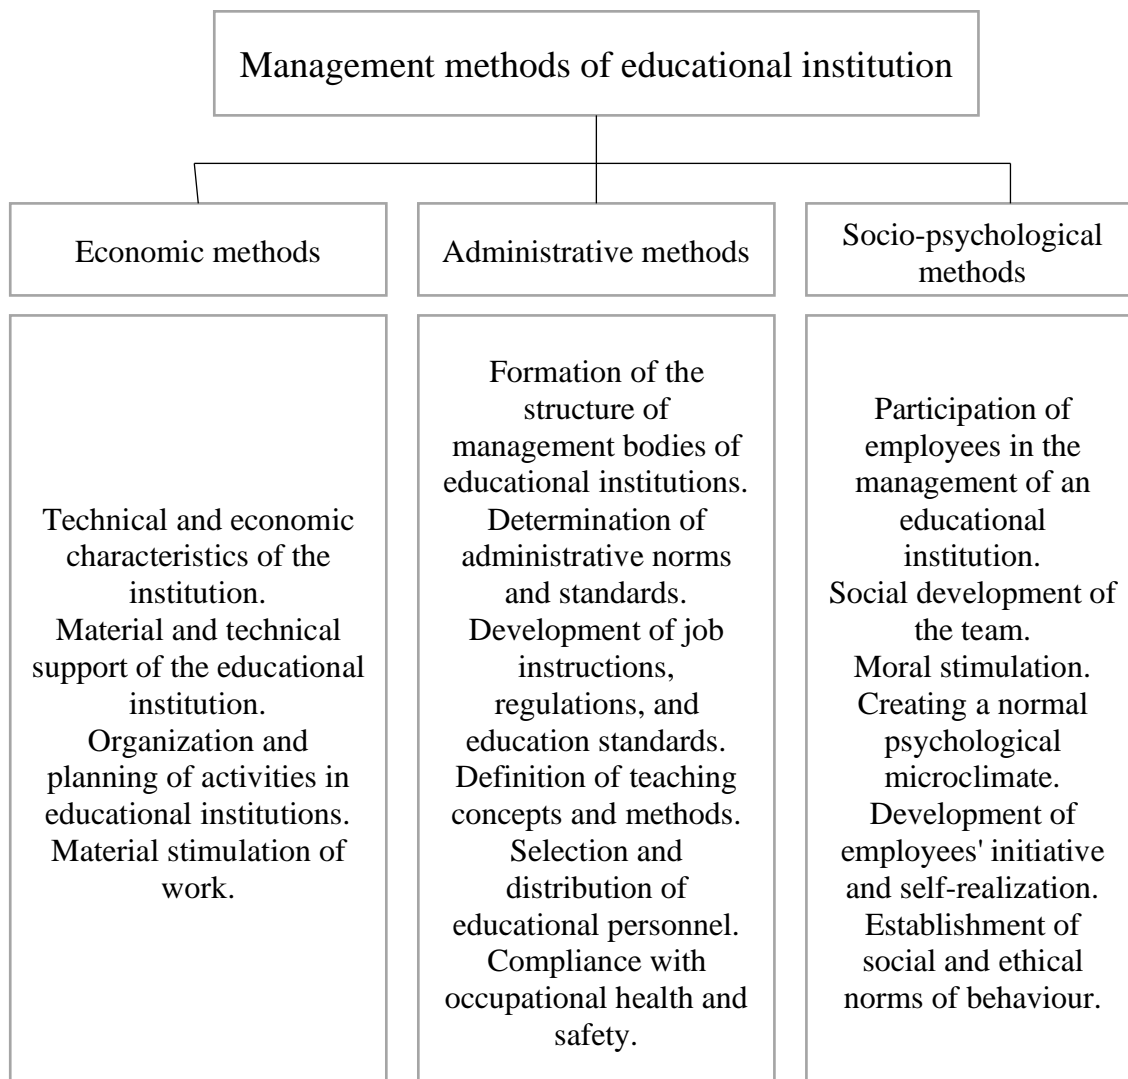 Management methods of educational institution
Economic methods
Administrative methods
Socio-psychological
methods
Technical and economic
characteristics of the
institution.
Material and technical
support of the educational
institution.
Organization and
planning of activities in
educational institutions.
Material stimulation of
work.
Formation of the
structure of
management bodies of
educational institutions.
Determination of
administrative norms
and standards.
Development of job
instructions,
regulations, and
education standards.
Definition of teaching
concepts and methods.
Selection and
distribution of
educational personnel.
Compliance with
occupational health and
safety.
Participation of
employees in the
management of an
educational
institution.
Social development of
the team.
Moral stimulation.
Creating a normal
psychological
microclimate.
Development of
employees' initiative
and self-realization.
Establishment of
social and ethical
norms of behaviour.